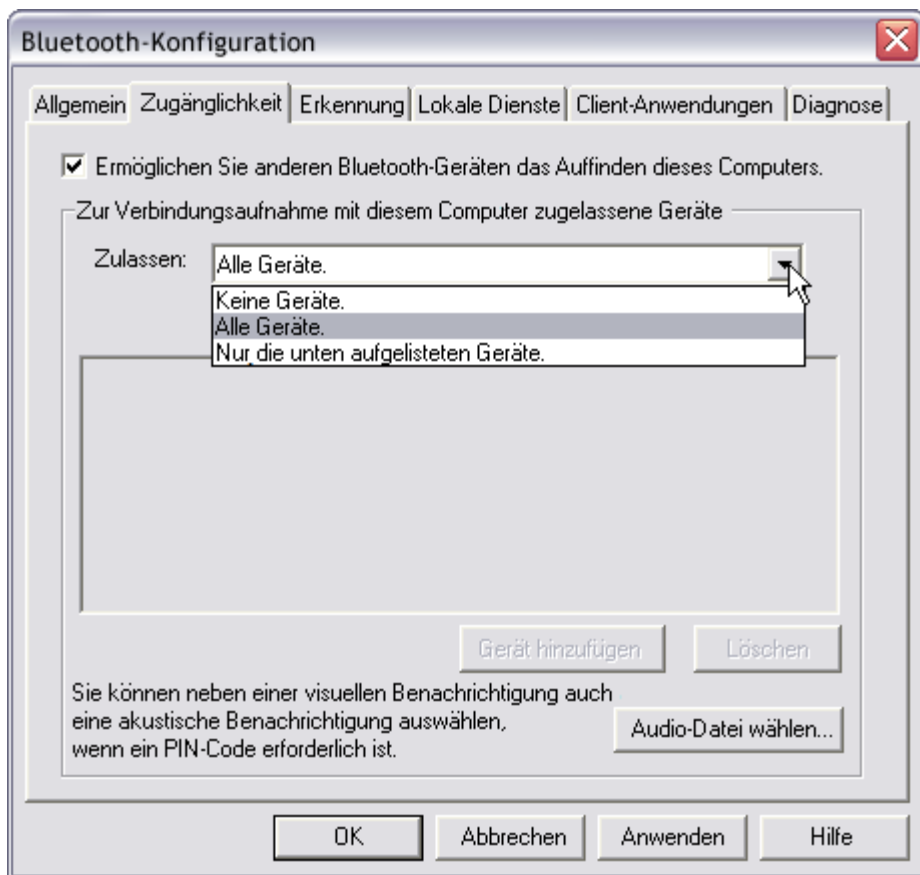 Bluetooth-Konfiguration
Allgemein Zugänglichkeit Erkennung Lokale Dienste Client-Anwendungen Diagnose
Ermöglichen Sie anderen Bluetooth-Geräten das Auffinden dieses Computers.
Zur Verbindungsaufnahme mit diesem Computer zugelassene Geräte
Zulassen: Alle Geräte.
Keine Geräte.
Alle Geräte.
Nur die unten aufgelisteten Geräte.
Gerät hinzufügen Löschen
Sie können neben einer visuellen Benachrichtigung auch
eine akustische Benachrichtigung auswählen,
wenn ein PIN-Code erforderlich ist.
Audio-Datei wählen...
OK Abbrechen Anwenden Hilfe